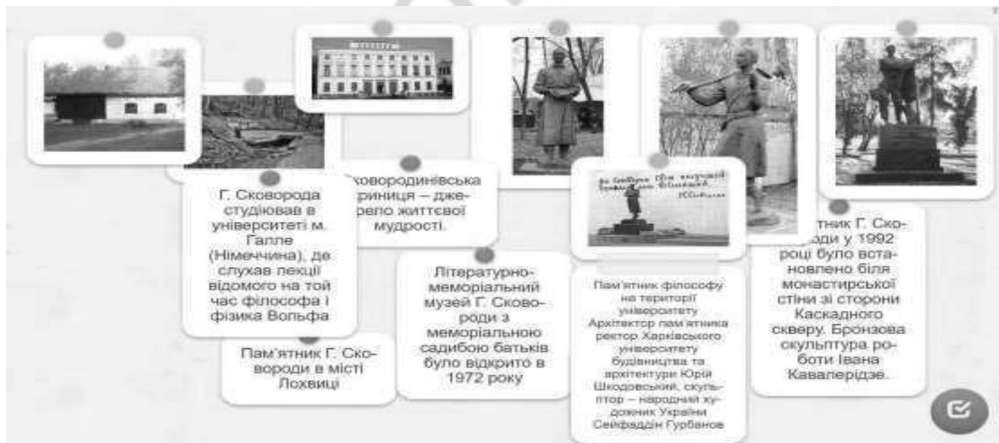 Г. Сковорода
студіював в
університеті м.
Галле
(Німеччина), де
слухав лекції
відомого на той
час філософа і
фізика Вольфа
Пам'ятник Г. Ско-
вороди в місті
Лохвиці
ковородинівська
риниця – дже-
рело життєвої
мудрості.
Літературно-
меморіальний
музей Г. Сково-
роди з
меморіальною
садибою батьків
було відкрито в
1972 року
Пам'ятник філософу
на території
університету
Архітектор пам'ятника
ректор Харківського
університету
будівництва та
архітектури Юрій
Шкодовський, скуль-
птор – народний ху-
дожник України
Сейфаддін Гурбанов
тник Г. Ско-
оди у 1992
році було вста-
новлено біля
монастирської
стіни зі сторони
Каскадного
скверу. Бронзова
скульптура ро-
боти Івана
Кавалерідзе.